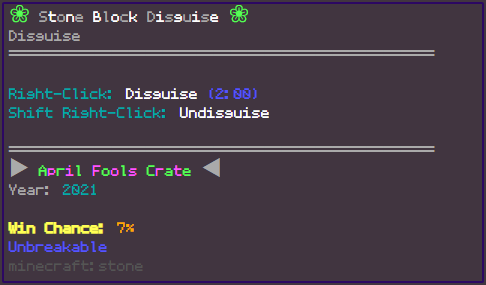 ❀ Stone Block Disguise ❀
Disguise
Right-Click: Disguise (2:00)
Shift Right-Click: Undisguise
▶ April Fools Crate ◀
Year: 2021
Win Chance: 7%
Unbreakable
minecraft:stone